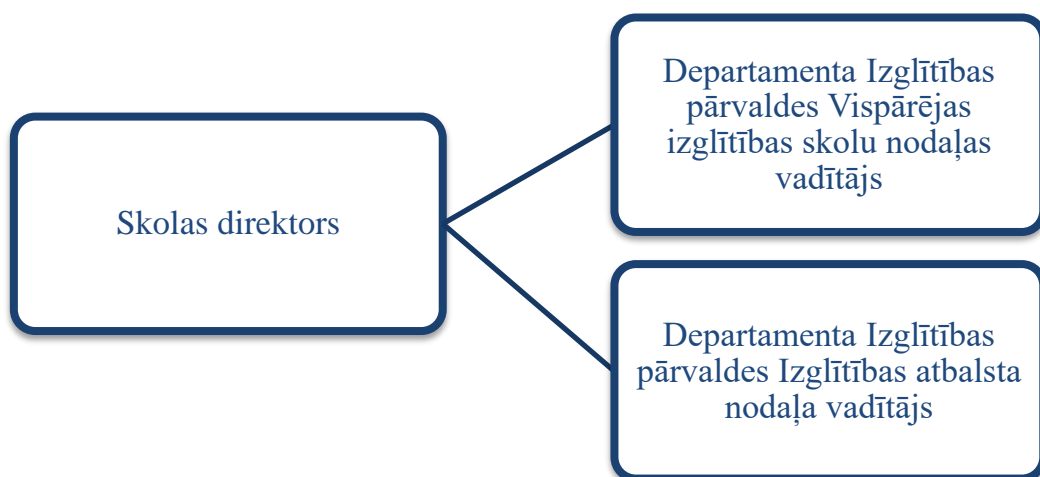 Skolas direktors
Departamenta Izglītības
pārvaldes Vispārējas
izglītības skolu nodaļas
vadītājs
Departamenta Izglītības
pārvaldes Izglītības atbalsta
nodaļa vadītājs